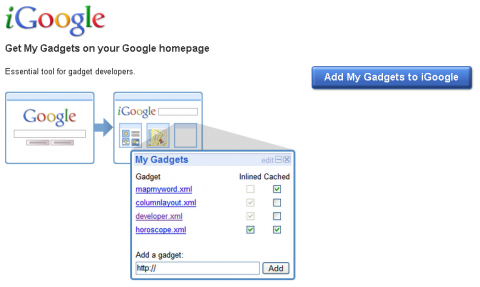 iGoogle
Get My Gadgets on your Google homepage
Essential tool for gadget developers.
Add My Gadgets to iGoogle
Google
iGoogle
My Gadgets edit
Gadget Inlined Cached
mapmyword.xml
columnlayout.xml
developer.xml
horoscope.xml
Add a gadget:
http:// Add